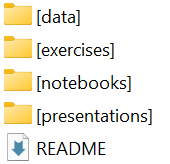 [data]
[exercises]
[notebooks]
[presentations]
README